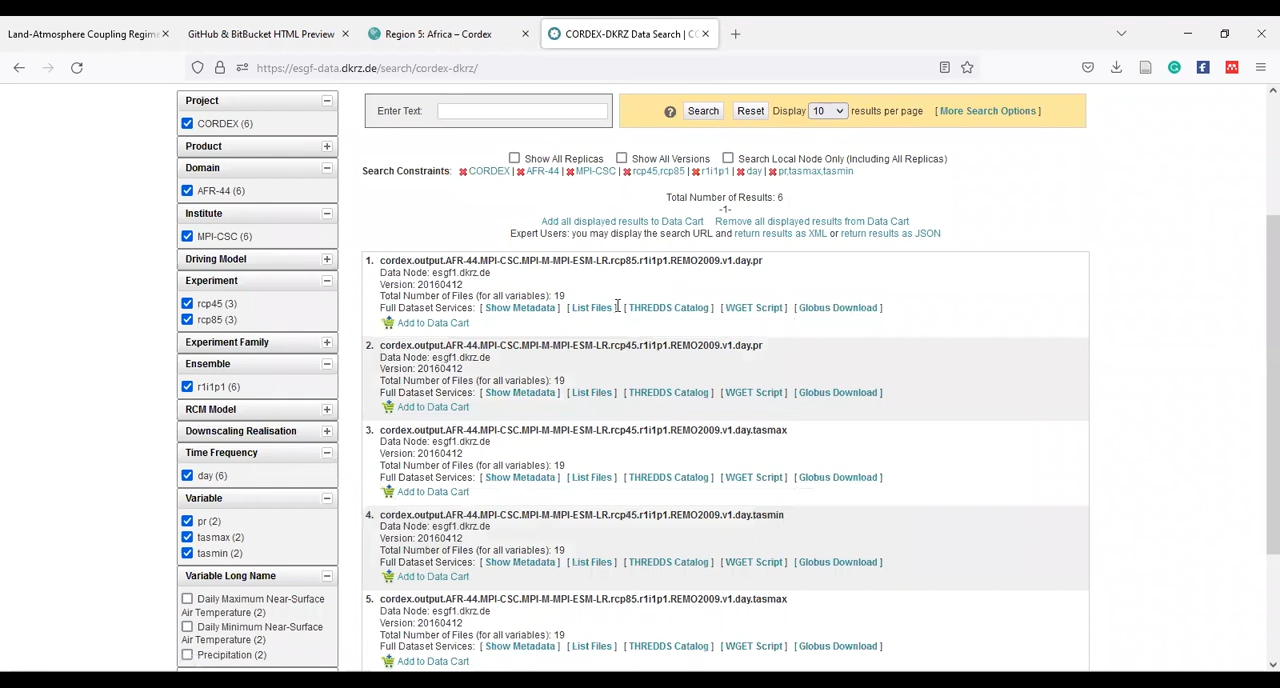 Land-Atmosphere Coupling Regim
GitHub & BitBucket HTML Preview
Region 5: Africa – Cordex
CORDEX-DKRZ Data Search | CO
https://esgf-data.dkrz.de/search/cordex-dkrz/
Project
CORDEX (6)
Product
Domain
AFR-44 (6)
Institute
MPI-CSC (6)
Driving Model
Experiment
rcp45 (3)
rcp85 (3)
Experiment Family
Ensemble
r1i1p1 (6)
RCM Model
Downscaling Realisation
Time Frequency
day (6)
Variable
pr (2)
tasmax (2)
tasmin (2)
Variable Long Name
Daily Maximum Near-Surface
Air Temperature (2)
Daily Minimum Near-Surface
Air Temperature (2)
Precipitation (2)
Enter Text:
? Search Reset Display 10 results per page [ More Search Options ]
Show All Replicas Show All Versions Search Local Node Only (Including All Replicas)
Search Constraints: CORDEX | AFR-44 | MPI-CSC | rcp45,rcp85 | r1i1p1 | day | pr,tasmax,tasmin
Total Number of Results: 6
-1-
Add all displayed results to Data Cart Remove all displayed results from Data Cart
Expert Users: you may display the search URL and return results as XML or return results as JSON
1. cordex.output.AFR-44.MPI-CSC.MPI-M-MPI-ESM-LR.rcp85.r1i1p1.REMO2009.v1.day.pr
Data Node: esgf1.dkrz.de
Version: 20160412
Total Number of Files (for all variables): 19
Full Dataset Services: [ Show Metadata ] [ List Files ] [ THREDDS Catalog ] [ WGET Script ] [ Globus Download ]
Add to Data Cart
2. cordex.output.AFR-44.MPI-CSC.MPI-M-MPI-ESM-LR.rcp45.r1i1p1.REMO2009.v1.day.pr
Data Node: esgf1.dkrz.de
Version: 20160412
Total Number of Files (for all variables): 19
Full Dataset Services: [ Show Metadata ] [ List Files ] [ THREDDS Catalog ] [ WGET Script ] [ Globus Download ]
Add to Data Cart
3. cordex.output.AFR-44.MPI-CSC.MPI-M-MPI-ESM-LR.rcp45.r1i1p1.REMO2009.v1.day.tasmax
Data Node: esgf1.dkrz.de
Version: 20160412
Total Number of Files (for all variables): 19
Full Dataset Services: [ Show Metadata ] [ List Files ] [ THREDDS Catalog ] [ WGET Script ] [ Globus Download ]
Add to Data Cart
4. cordex.output.AFR-44.MPI-CSC.MPI-M-MPI-ESM-LR.rcp45.r1i1p1.REMO2009.v1.day.tasmin
Data Node: esgf1.dkrz.de
Version: 20160412
Total Number of Files (for all variables): 19
Full Dataset Services: [ Show Metadata ] [ List Files ] [ THREDDS Catalog ] [ WGET Script ] [ Globus Download ]
Add to Data Cart
5. cordex.output.AFR-44.MPI-CSC.MPI-M-MPI-ESM-LR.rcp85.r1i1p1.REMO2009.v1.day.tasmax
Data Node: esgf1.dkrz.de
Version: 20160412
Total Number of Files (for all variables): 19
Full Dataset Services: [ Show Metadata ] [ List Files ] [ THREDDS Catalog ] [ WGET Script ] [ Globus Download ]
Add to Data Cart